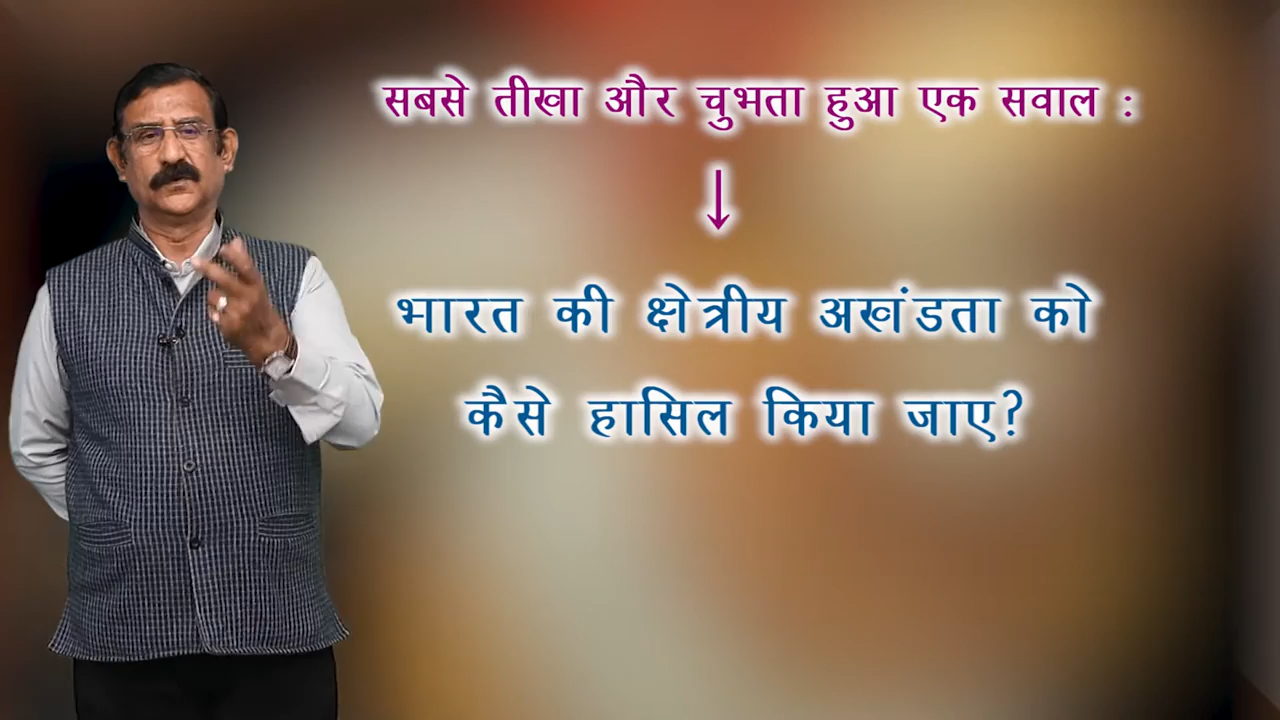 सबसे तीखा और चुभता हुआ एक सवाल :
↓
भारत की क्षेत्रीय अखंडता को
कैसे हासिल किया जाए?